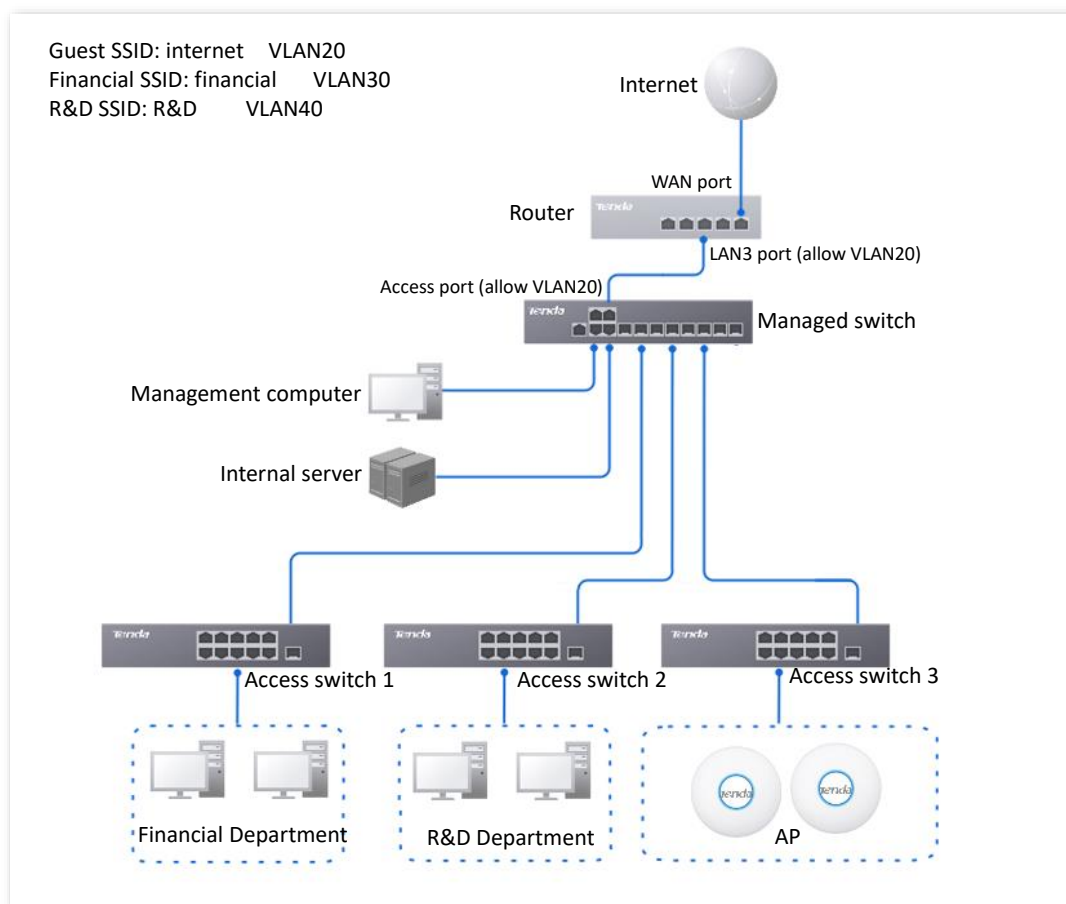 Guest SSID: internet VLAN20
Financial SSID: financial VLAN30
R&D SSID: R&D VLAN40
Internet
WAN port
Tenda
Router
LAN3 port (allow VLAN20)
Access port (allow VLAN20)
Tenda
Managed switch
Management computer
Internal server
Tenda
Tenda
Tenda
Access switch 1
Access switch 2
Access switch 3
Tenda
Tenda
Financial Department
R&D Department
AP